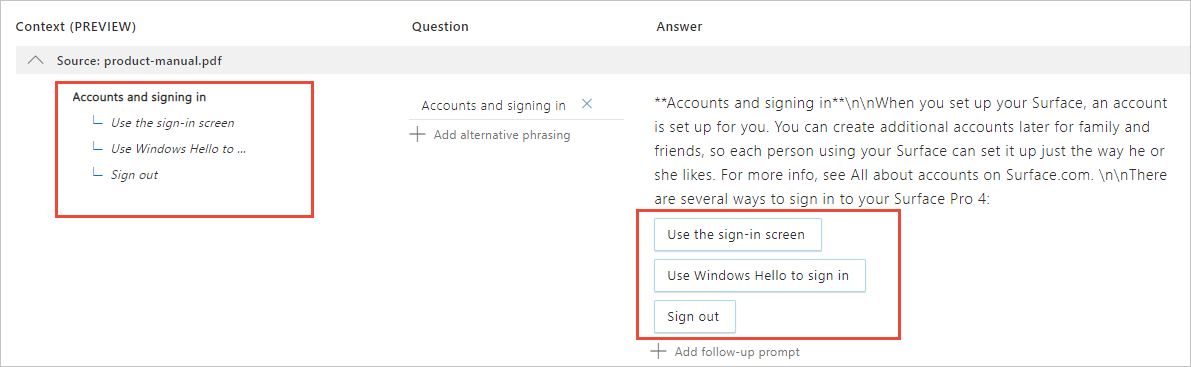 Context (PREVIEW) Question Answer
Source: product-manual.pdf
Accounts and signing in
Use the sign-in screen
Use Windows Hello to ...
Sign out
Accounts and signing in
Add alternative phrasing
**Accounts and signing in**\n\nWhen you set up your Surface, an account
is set up for you. You can create additional accounts later for family and
friends, so each person using your Surface can set it up just the way he or
she likes. For more info, see All about accounts on Surface.com. \n\nThere
are several ways to sign in to your Surface Pro 4:
Use the sign-in screen
Use Windows Hello to sign in
Sign out
Add follow-up prompt